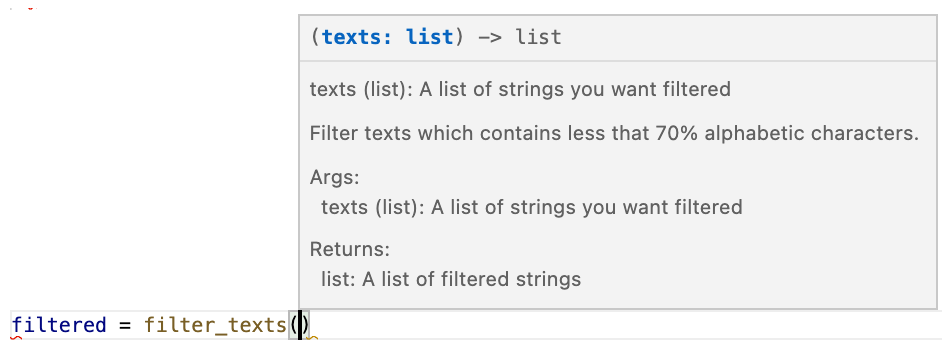 (texts: list) -> list
texts (list): A list of strings you want filtered
Filter texts which contains less that 70% alphabetic characters.
Args:
texts (list): A list of strings you want filtered
Returns:
list: A list of filtered strings
filtered = filter_texts()